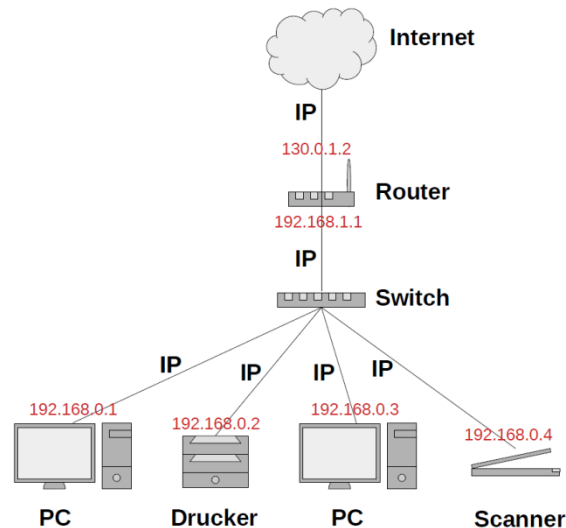 Internet
IP
130.0.1.2
Router
192.168.1.1
IP
Switch
IP
IP
IP
IP
192.168.0.1
192.168.0.2
192.168.0.3
192.168.0.4
PC
Drucker
PC
Scanner